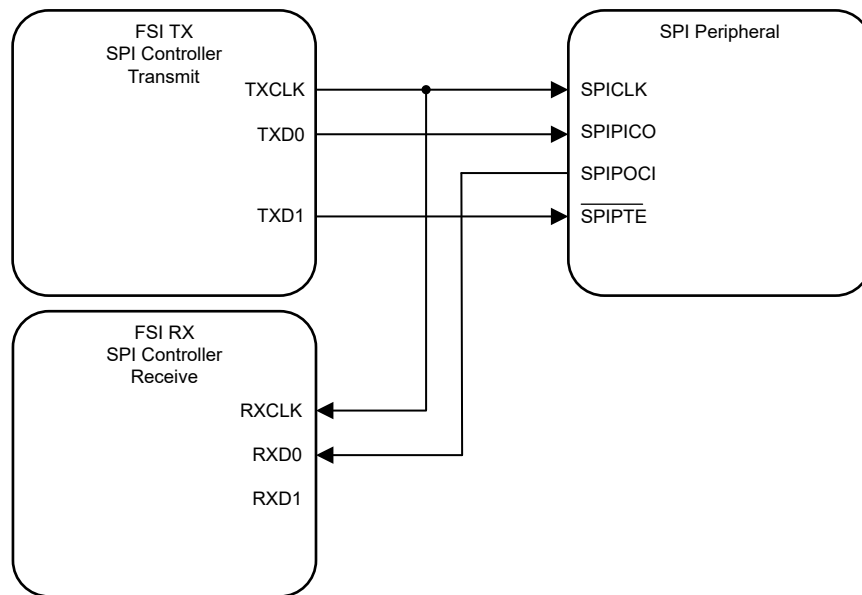 FSI TX
SPI Controller
Transmit
TXCLK
TXD0
TXD1
SPI Peripheral
SPICLK
SPIPICO
SPIPOCI
SPIPTE
FSI RX
SPI Controller
Receive
RXCLK
RXD0
RXD1